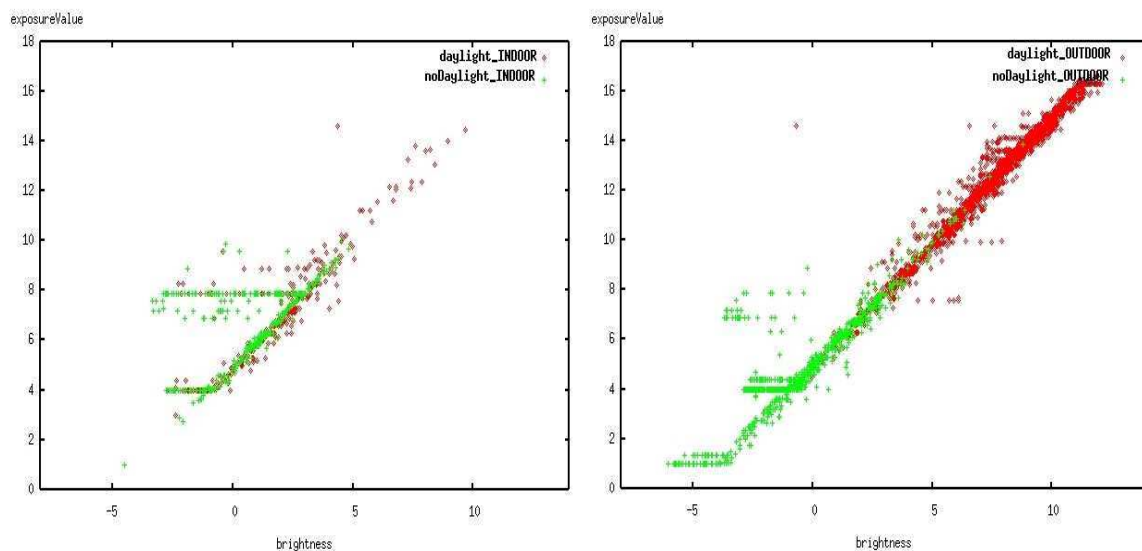 exposureValue
18
daylight_INDOOR
noDaylight_INDOOR
16
14
12
10
8
6
4
2
0
-5 0 5 10
brightness
exposureValue
18
daylight_OUTDOOR
noDaylight_OUTDOOR
16
14
12
10
8
6
4
2
0
-5 0 5 10
brightness